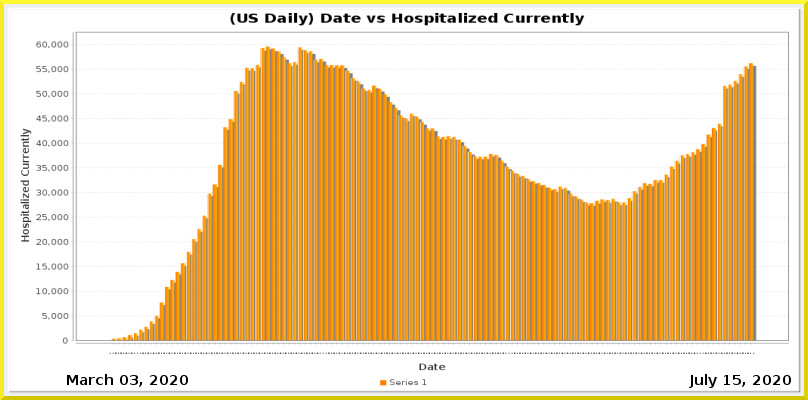 (US Daily) Date vs Hospitalized Currently
Hospitalized Currently
60,000
55,000
50,000
45,000
40,000
35,000
30,000
25,000
20,000
15,000
10,000
5,000
0
Date
March 03, 2020
July 15, 2020
Series 1